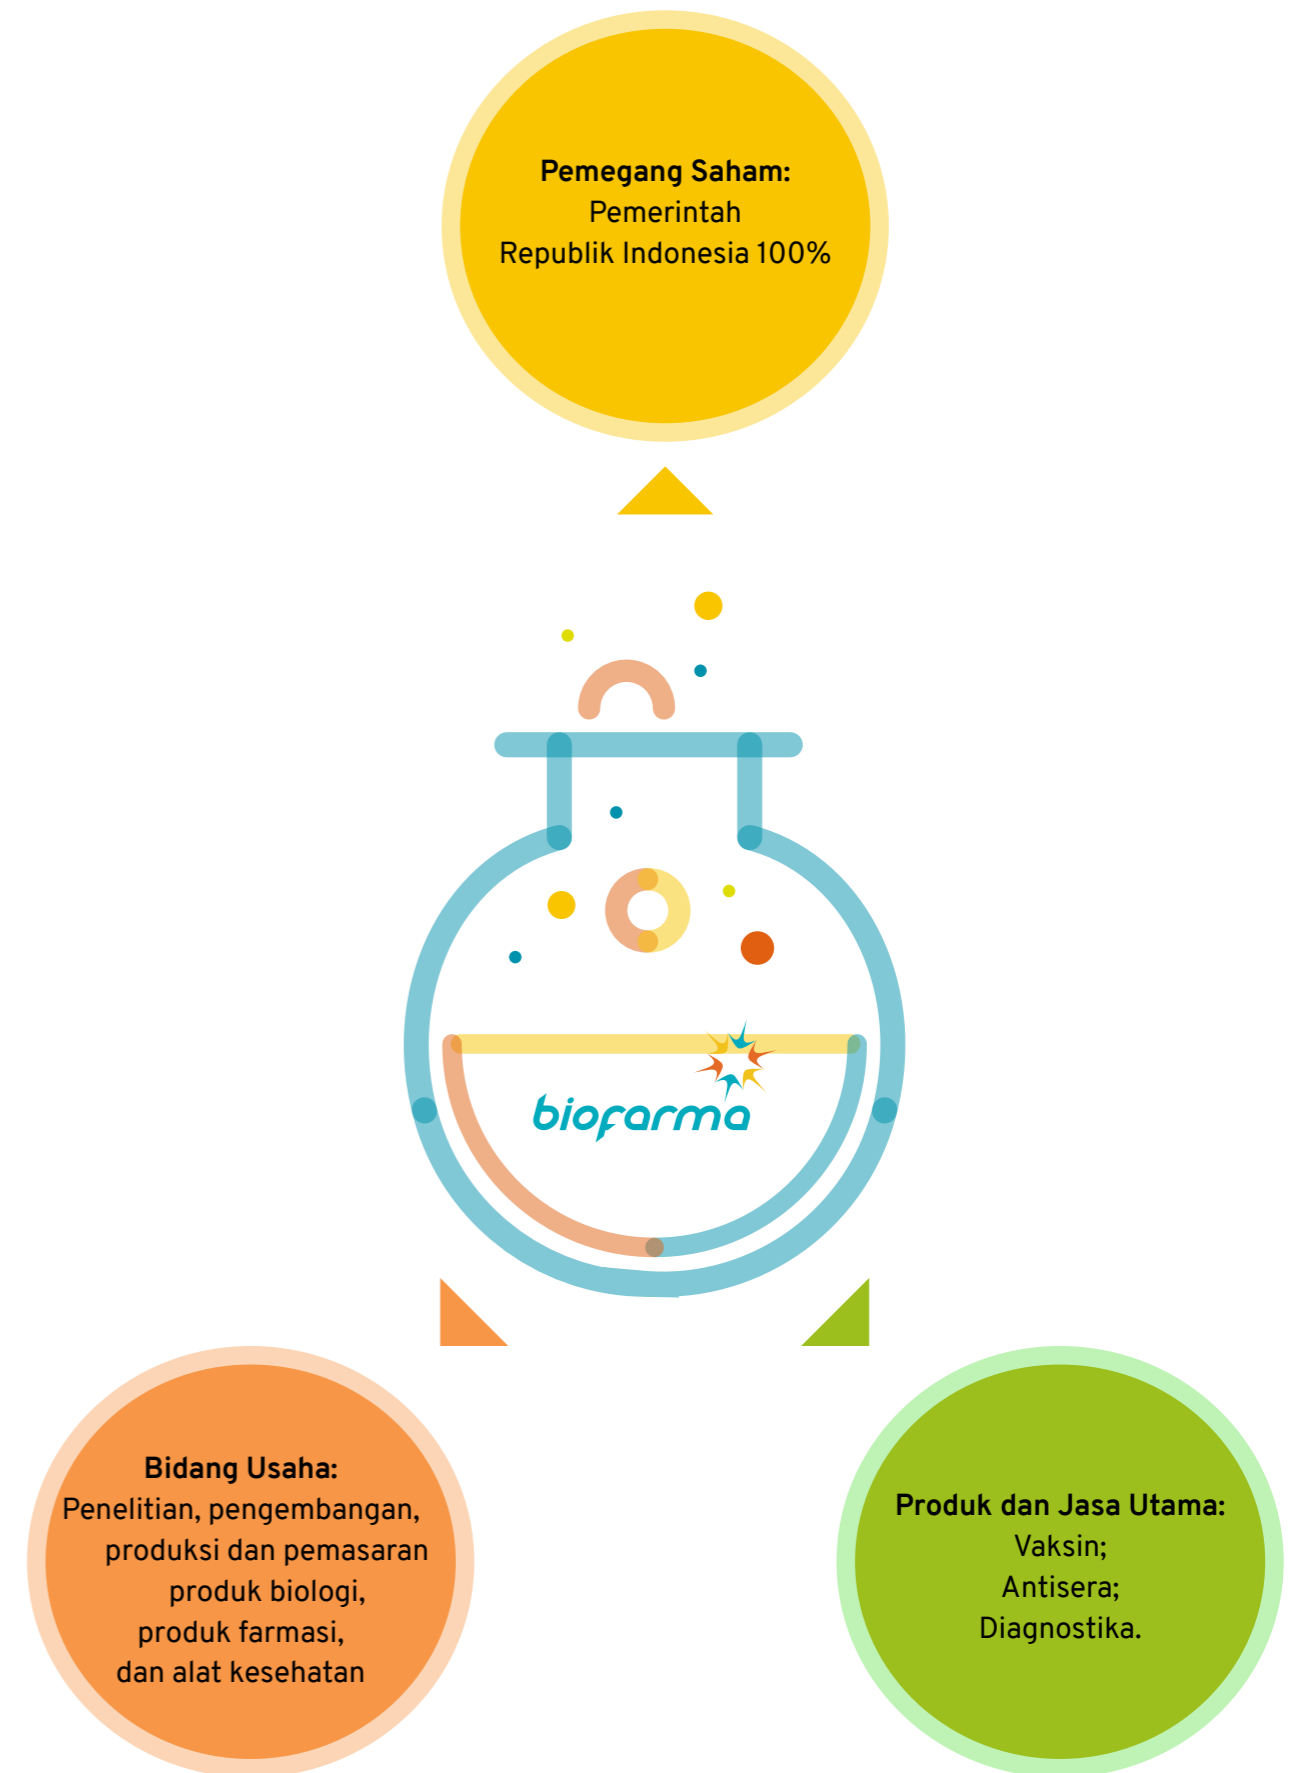 Pemegang Saham:
Pemerintah
Republik Indonesia 100%
biofarma
Bidang Usaha:
Penelitian, pengembangan,
produksi dan pemasaran
produk biologi,
produk farmasi,
dan alat kesehatan
Produk dan Jasa Utama:
Vaksin;
Antisera;
Diagnostika.